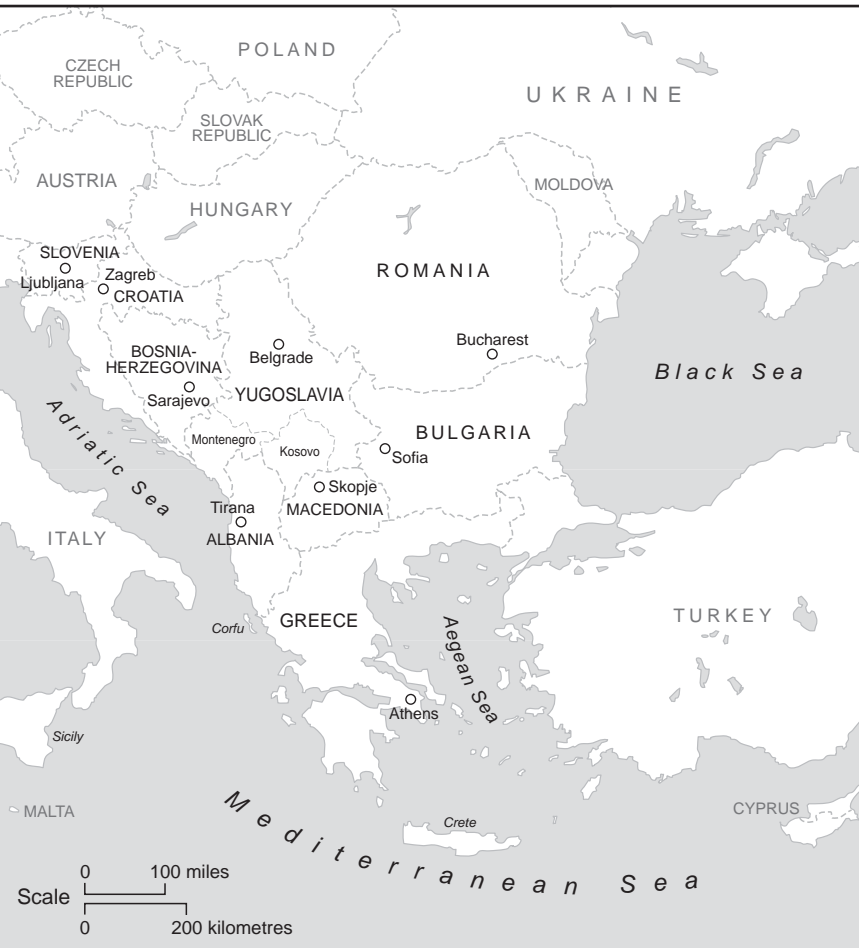 POLAND
CZECH
REPUBLIC
UKRAINE
SLOVAK
REPUBLIC
AUSTRIA
MOLDOVA
HUNGARY
SLOVENIA
Ljubljana
Zagreb
CROATIA
ROMANIA
Bucharest
BOSNIA-
HERZEGOVINA
Sarajevo
Belgrade
YUGOSLAVIA
Black Sea
Adriatic Sea
Montenegro
Kosovo
BULGARIA
Sofia
Skopje
MACEDONIA
Tirana
ALBANIA
ITALY
Corfu
GREECE
Aegean Sea
TURKEY
Athens
Sicily
MALTA
Mediterranean Sea
Crete
CYPRUS
Scale
0 100 miles
0 200 kilometres